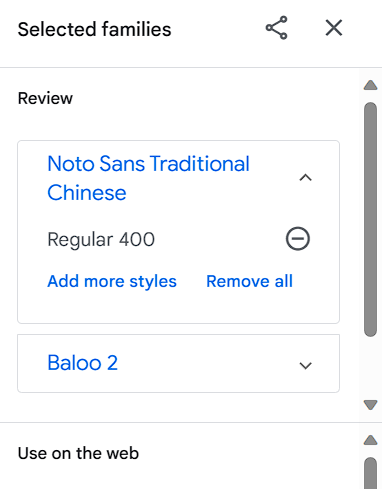 Selected families
Review
Noto Sans Traditional
Chinese
Regular 400
Add more styles Remove all
Baloo 2
Use on the web